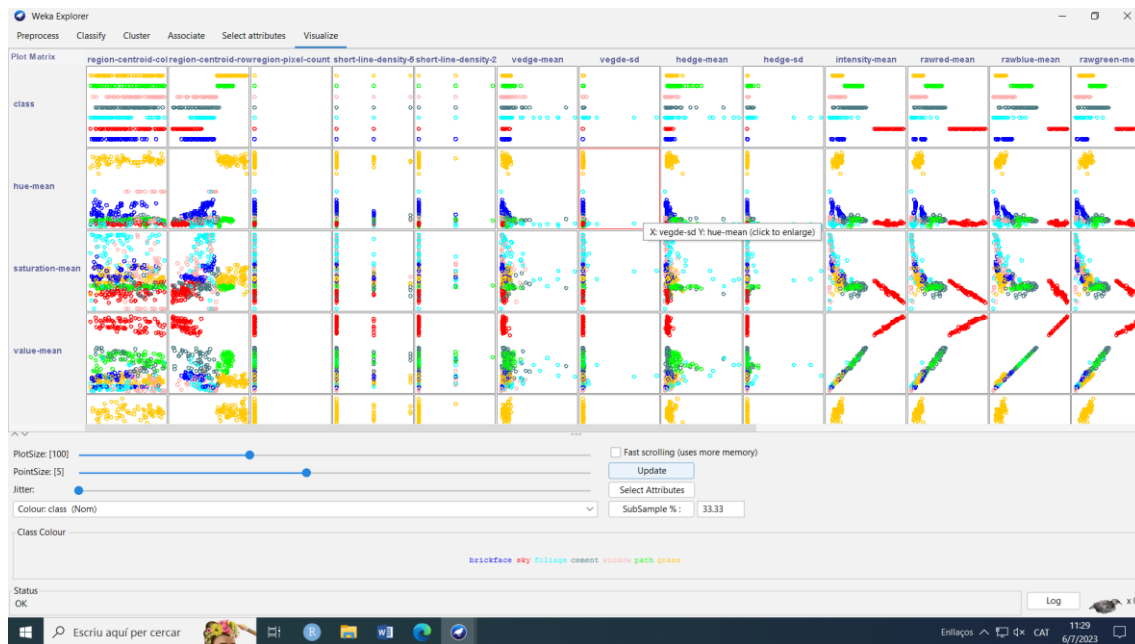 Weka Explorer
Preprocess Classify Cluster Associate Select attributes Visualize
Plot Matrix region-centroid-col region-centroid-row region-pixel-count short-line-density-5 short-line-density-2 vedge-mean vegde-sd hedge-mean hedge-sd intensity-mean rawred-mean rawblue-mean rawgreen-me
class
hue-mean
X: vegde-sd Y: hue-mean (click to enlarge)
saturation-mean
value-mean
PlotSize: [100] Fast scrolling (uses more memory)
PointSize: [5] Update
Jitter: Select Attributes
Colour: class (Nom) SubSample % : 33.33
Class Colour
brickface sky foliage cement window path grass
Status
OK Log x
Escriu aquí per cercar Enllaços CAT 11:29
6/7/2023